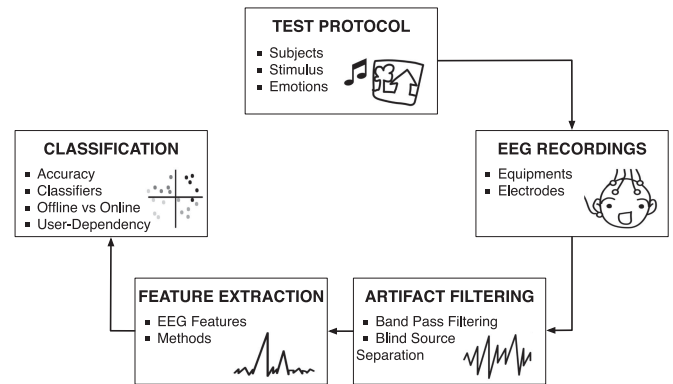 TEST PROTOCOL
▪ Subjects
▪ Stimulus
▪ Emotions
EEG RECORDINGS
▪ Equipments
▪ Electrodes
ARTIFACT FILTERING
▪ Band Pass Filtering
▪ Blind Source
Separation
FEATURE EXTRACTION
▪ EEG Features
▪ Methods
CLASSIFICATION
▪ Accuracy
▪ Classifiers
▪ Offline vs Online
▪ User-Dependency